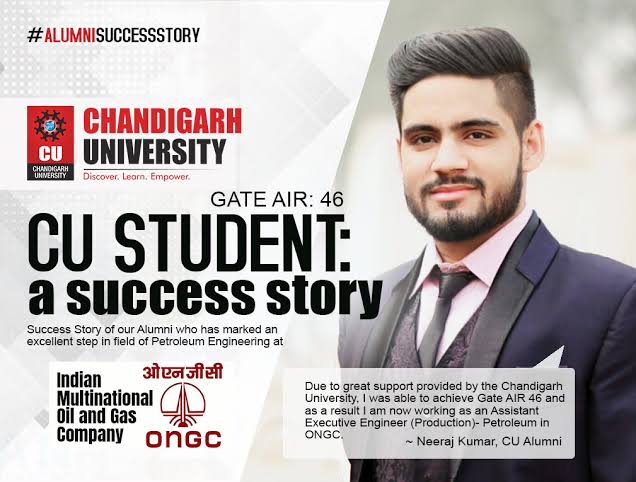 #ALUMNISUCCESSSTORY
CU
CHANDIGARH
UNIVERSITY
CHANDIGARH
UNIVERSITY
Discover. Learn. Empower.
GATE AIR: 46
CU STUDENT:
a success story
Success Story of our Alumni who has marked an
excellent step in field of Petroleum Engineering at
Indian
Multinational
Oil and Gas
Company
ओएनजीसी
ONGC
Due to great support provided by the Chandigarh
University, I was able to achieve Gate AIR 46 and
as a result I am now working as an Assistant
Executive Engineer (Production)- Petroleum in
ONGC.
~ Neeraj Kumar, CU Alumni